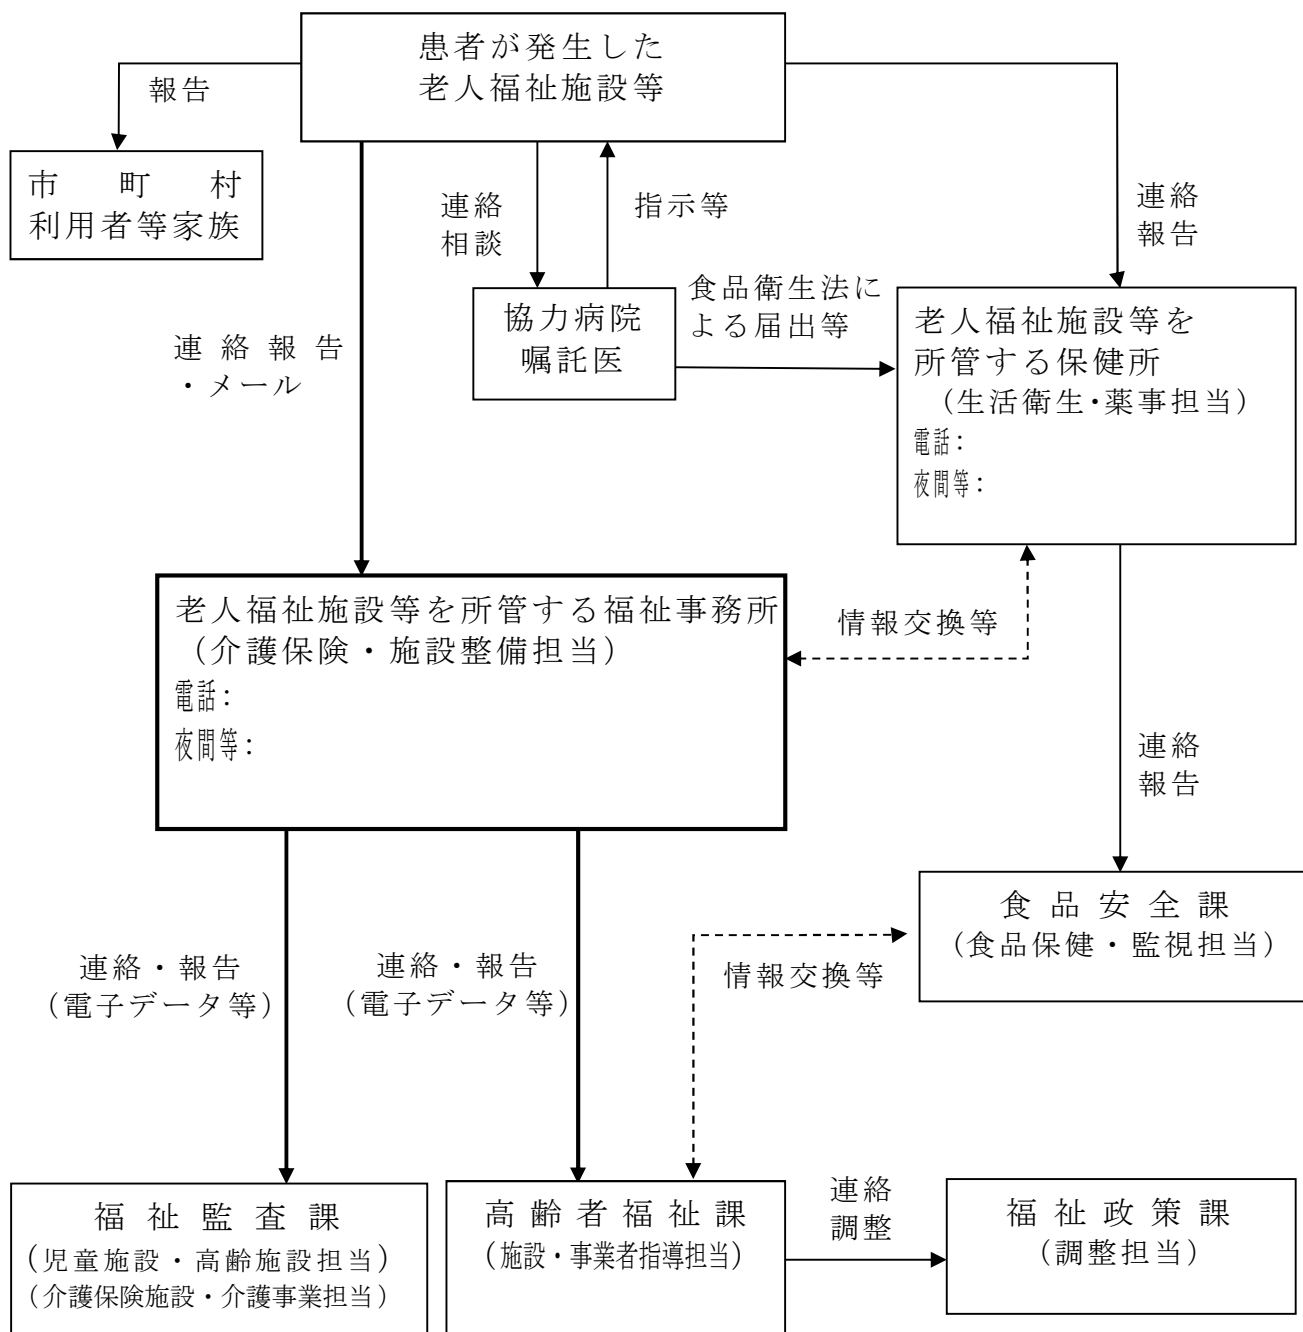 患者が発生した
老人福祉施設等
報告
市町村
利用者等家族
連絡
相談
指示等
連絡
報告
食品衛生法に
よる届出等
協力病院
嘱託医
老人福祉施設等を
所管する保健所
（生活衛生・薬事担当）
電話：
夜間等：
連絡報告
・メール
老人福祉施設等を所管する福祉事務所
（介護保険・施設整備担当）
電話：
夜間等：
情報交換等
連絡
報告
食品安全課
（食品保健・監視担当）
連絡・報告
（電子データ等）
連絡・報告
（電子データ等）
情報交換等
福祉監査課
（児童施設・高齢施設担当）
（介護保険施設・介護事業担当）
高齢者福祉課
（施設・事業者指導担当）
連絡
調整
福祉政策課
（調整担当）